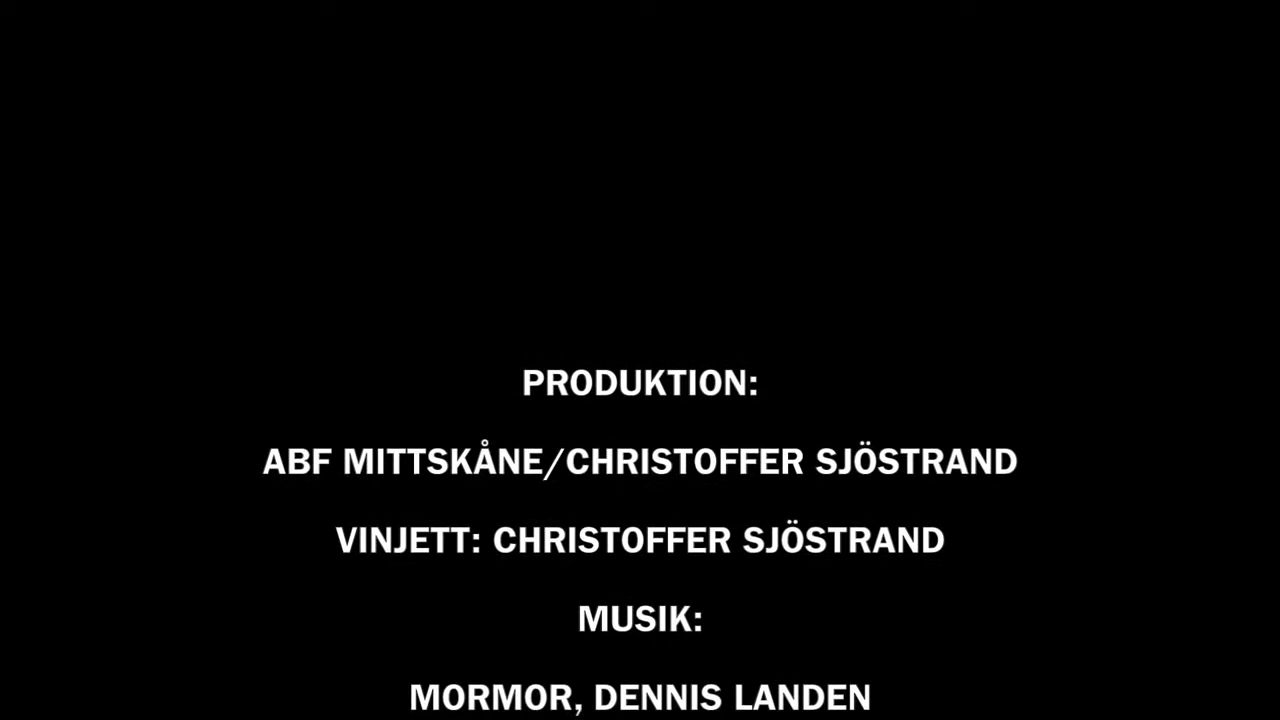 PRODUKTION:
ABF MITTSKÅNE/CHRISTOFFER SJÖSTRAND
VINJETT: CHRISTOFFER SJÖSTRAND
MUSIK:
MORMOR, DENNIS LANDEN